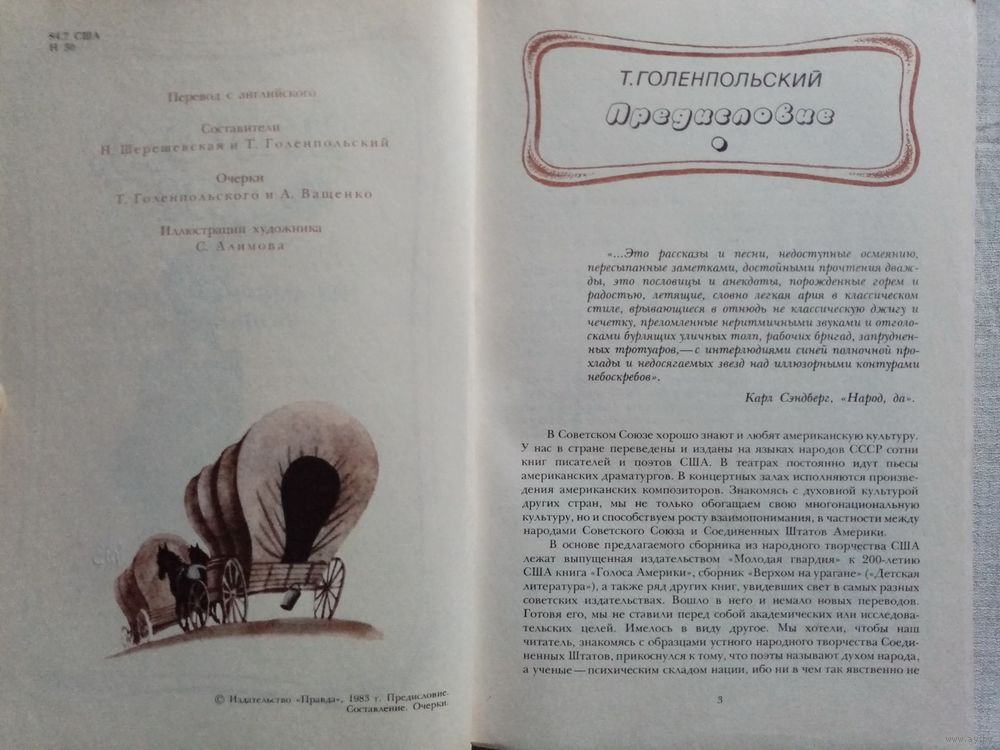 84.7 США
Н 30
Перевод с английского
Составители
Н. Шерешевская и Т. Голенпольский
Очерки
Т. Голенпольского и А. Ващенко
Иллюстрации художника
С. Алимова
© Издательство «Правда», 1983 г. Предисловие.
Составление. Очерки.
Т. ГОЛЕНПОЛЬСКИЙ
Предисловие
«...Это рассказы и песни, недоступные осмеянию,
пересыпанные заметками, достойными прочтения дваж-
ды, это пословицы и анекдоты, порожденные горем и
радостью, летящие, словно легкая ария в классическом
стиле, врывающиеся в отнюдь не классическую джигу и
чечетку, преломленные неритмичными звуками и отголо-
сками бурлящих уличных толп, рабочих бригад, запруднен-
ных тротуаров,— с интерлюдиями синей полночной про-
хлады и недосягаемых звезд над иллюзорными контурами
небоскребов».
Карл Сэндберг, «Народ, да».
В Советском Союзе хорошо знают и любят американскую культуру.
У нас в стране переведены и изданы на языках народов СССР сотни
книг писателей и поэтов США. В театрах постоянно идут пьесы
американских драматургов. В концертных залах исполняются произве-
дения американских композиторов. Знакомясь с духовной культурой
других стран, мы не только обогащаем свою многонациональную
культуру, но и способствуем росту взаимопонимания, в частности между
народами Советского Союза и Соединенных Штатов Америки.
В основе предлагаемого сборника из народного творчества США
лежат выпущенная издательством «Молодая гвардия» к 200-летию
США книга «Голоса Америки», сборник «Верхом на урагане» («Детская
литература»), а также ряд других книг, увидевших свет в самых разных
советских издательствах. Вошло в него и немало новых переводов.
Готовя его, мы не ставили перед собой академических или исследова-
тельских целей. Имелось в виду другое. Мы хотели, чтобы наш
читатель, знакомясь с образцами устного народного творчества Соеди-
ненных Штатов, прикоснулся к тому, что поэты называют духом народа,
а ученые — психическим складом нации, ибо ни в чем так явственно не
3
www.ay.by